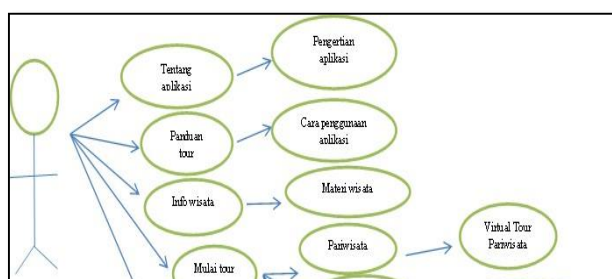 Pengertian
aplikasi
Tentang
aplikasi
Cara penggunaan
aplikasi
Panduan
tour
Info wisata
Materi wisata
Pariwisata
Virtual Tour
Pariwisata
Mulai tour